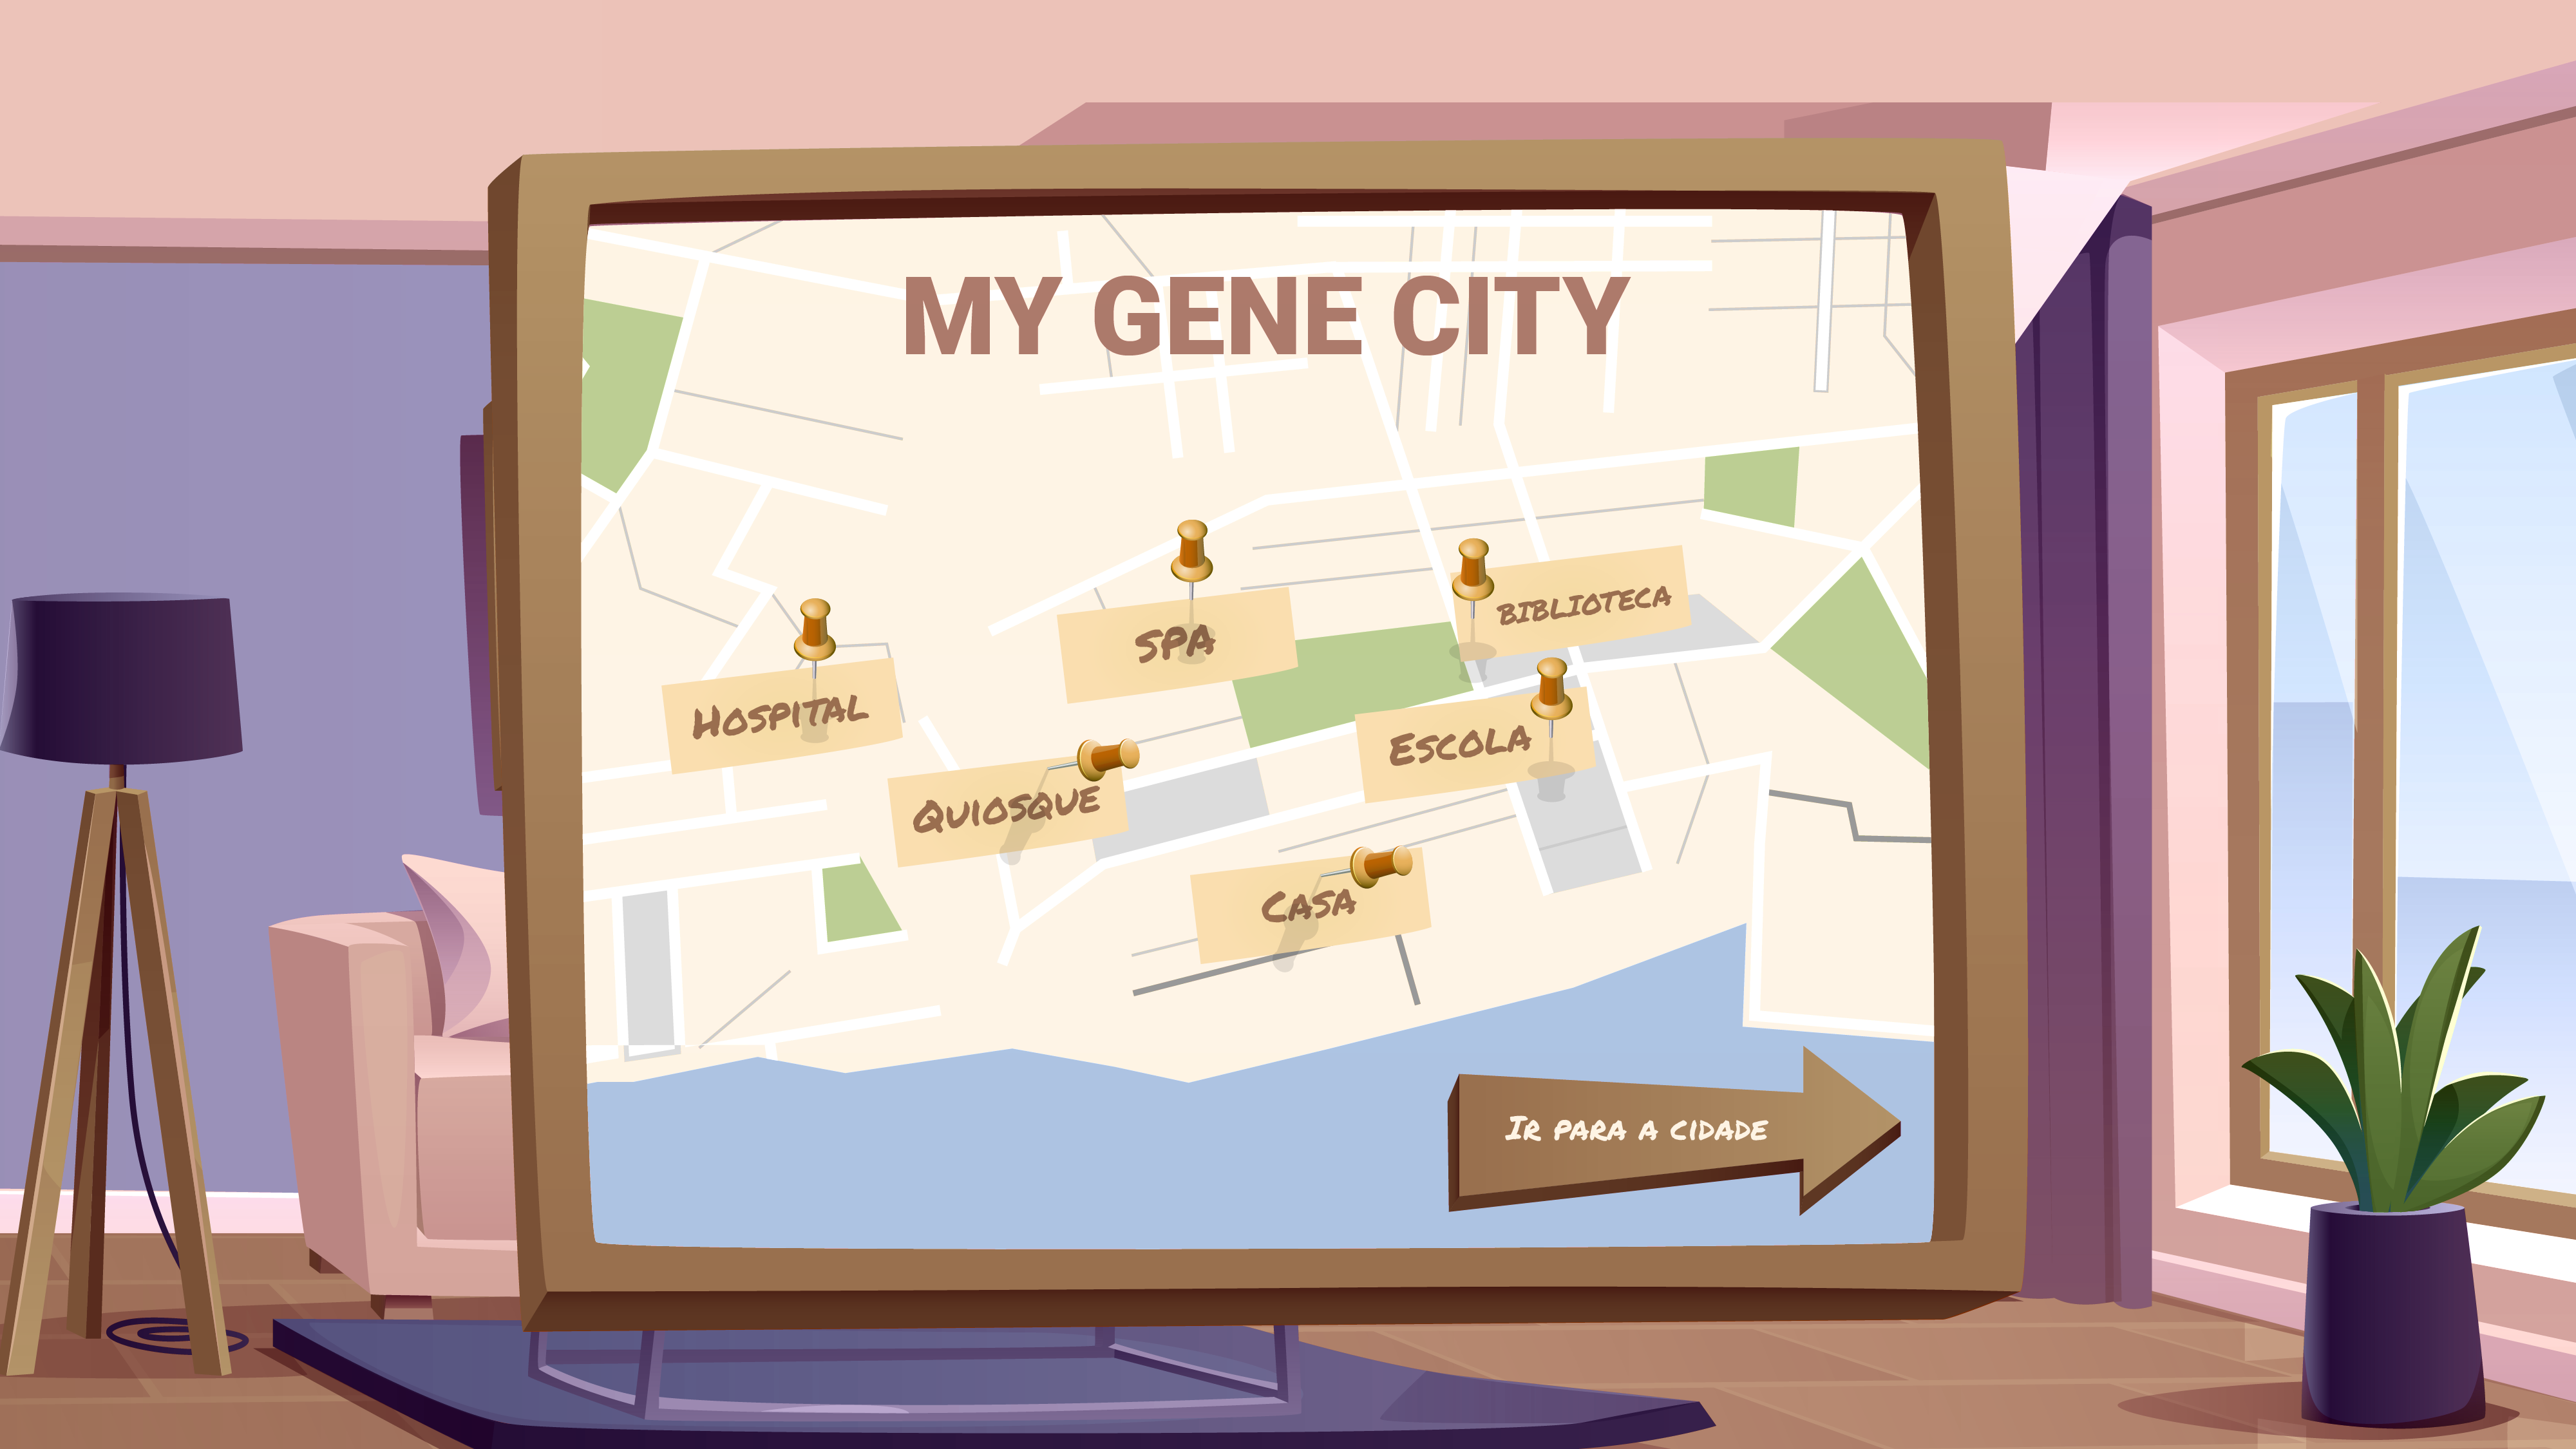 MY GENE CITY
BIBLIOTECA
SPA
HOSPITAL
ESCOLA
QUIOSQUE
CASA
IR PARA A CIDADE